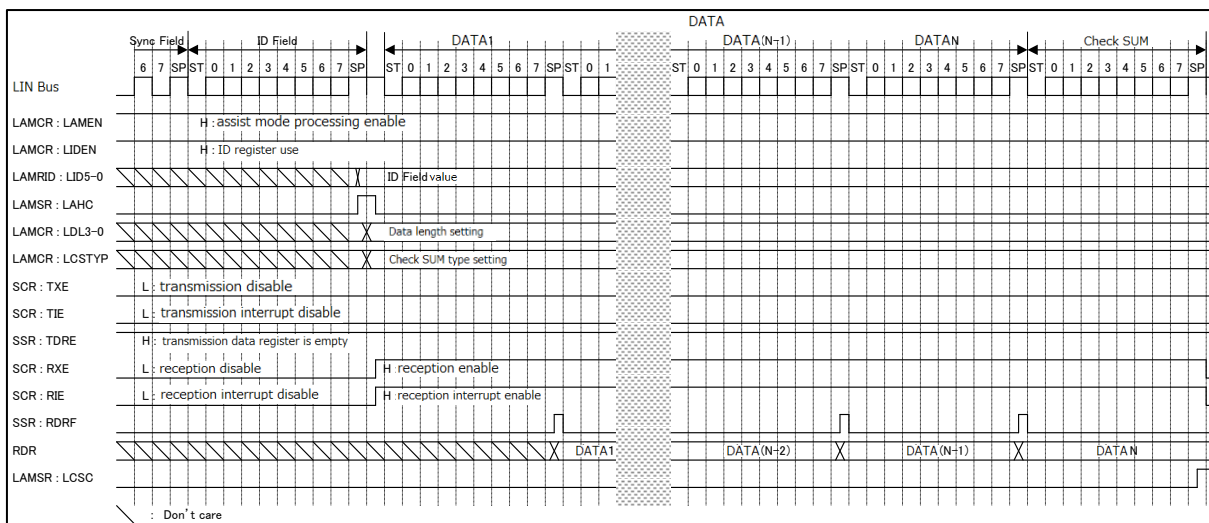 DATA
Sync Field ID Field DATA1 DATA(N-1) DATAN Check SUM
6 7 SP ST 0 1 2 3 4 5 6 7 SP ST 0 1 2 3 4 5 6 7 SP ST 0 1 ST 0 1 2 3 4 5 6 7 SP ST 0 1 2 3 4 5 6 7 SP ST 0 1 2 3 4 5 6 7 SP
LIN Bus
LAMCR : LAMEN H : assist mode processing enable
LAMCR : LIDEN H : ID register use
LAMRID : LID5-0 ID Field value
LAMSR : LAHC
LAMCR : LDL3-0 Data length setting
LAMCR : LCSTYP Check SUM type setting
SCR : TXE L : transmission disable
SCR : TIE L : transmission interrupt disable
SSR : TDRE H : transmission data register is empty
SCR : RXE L : reception disable H : reception enable
SCR : RIE L : reception interrupt disable H : reception interrupt enable
SSR : RDRF
RDR DATA1 DATA(N-2) DATA(N-1) DATAN
LAMSR : LCSC
: Don't care